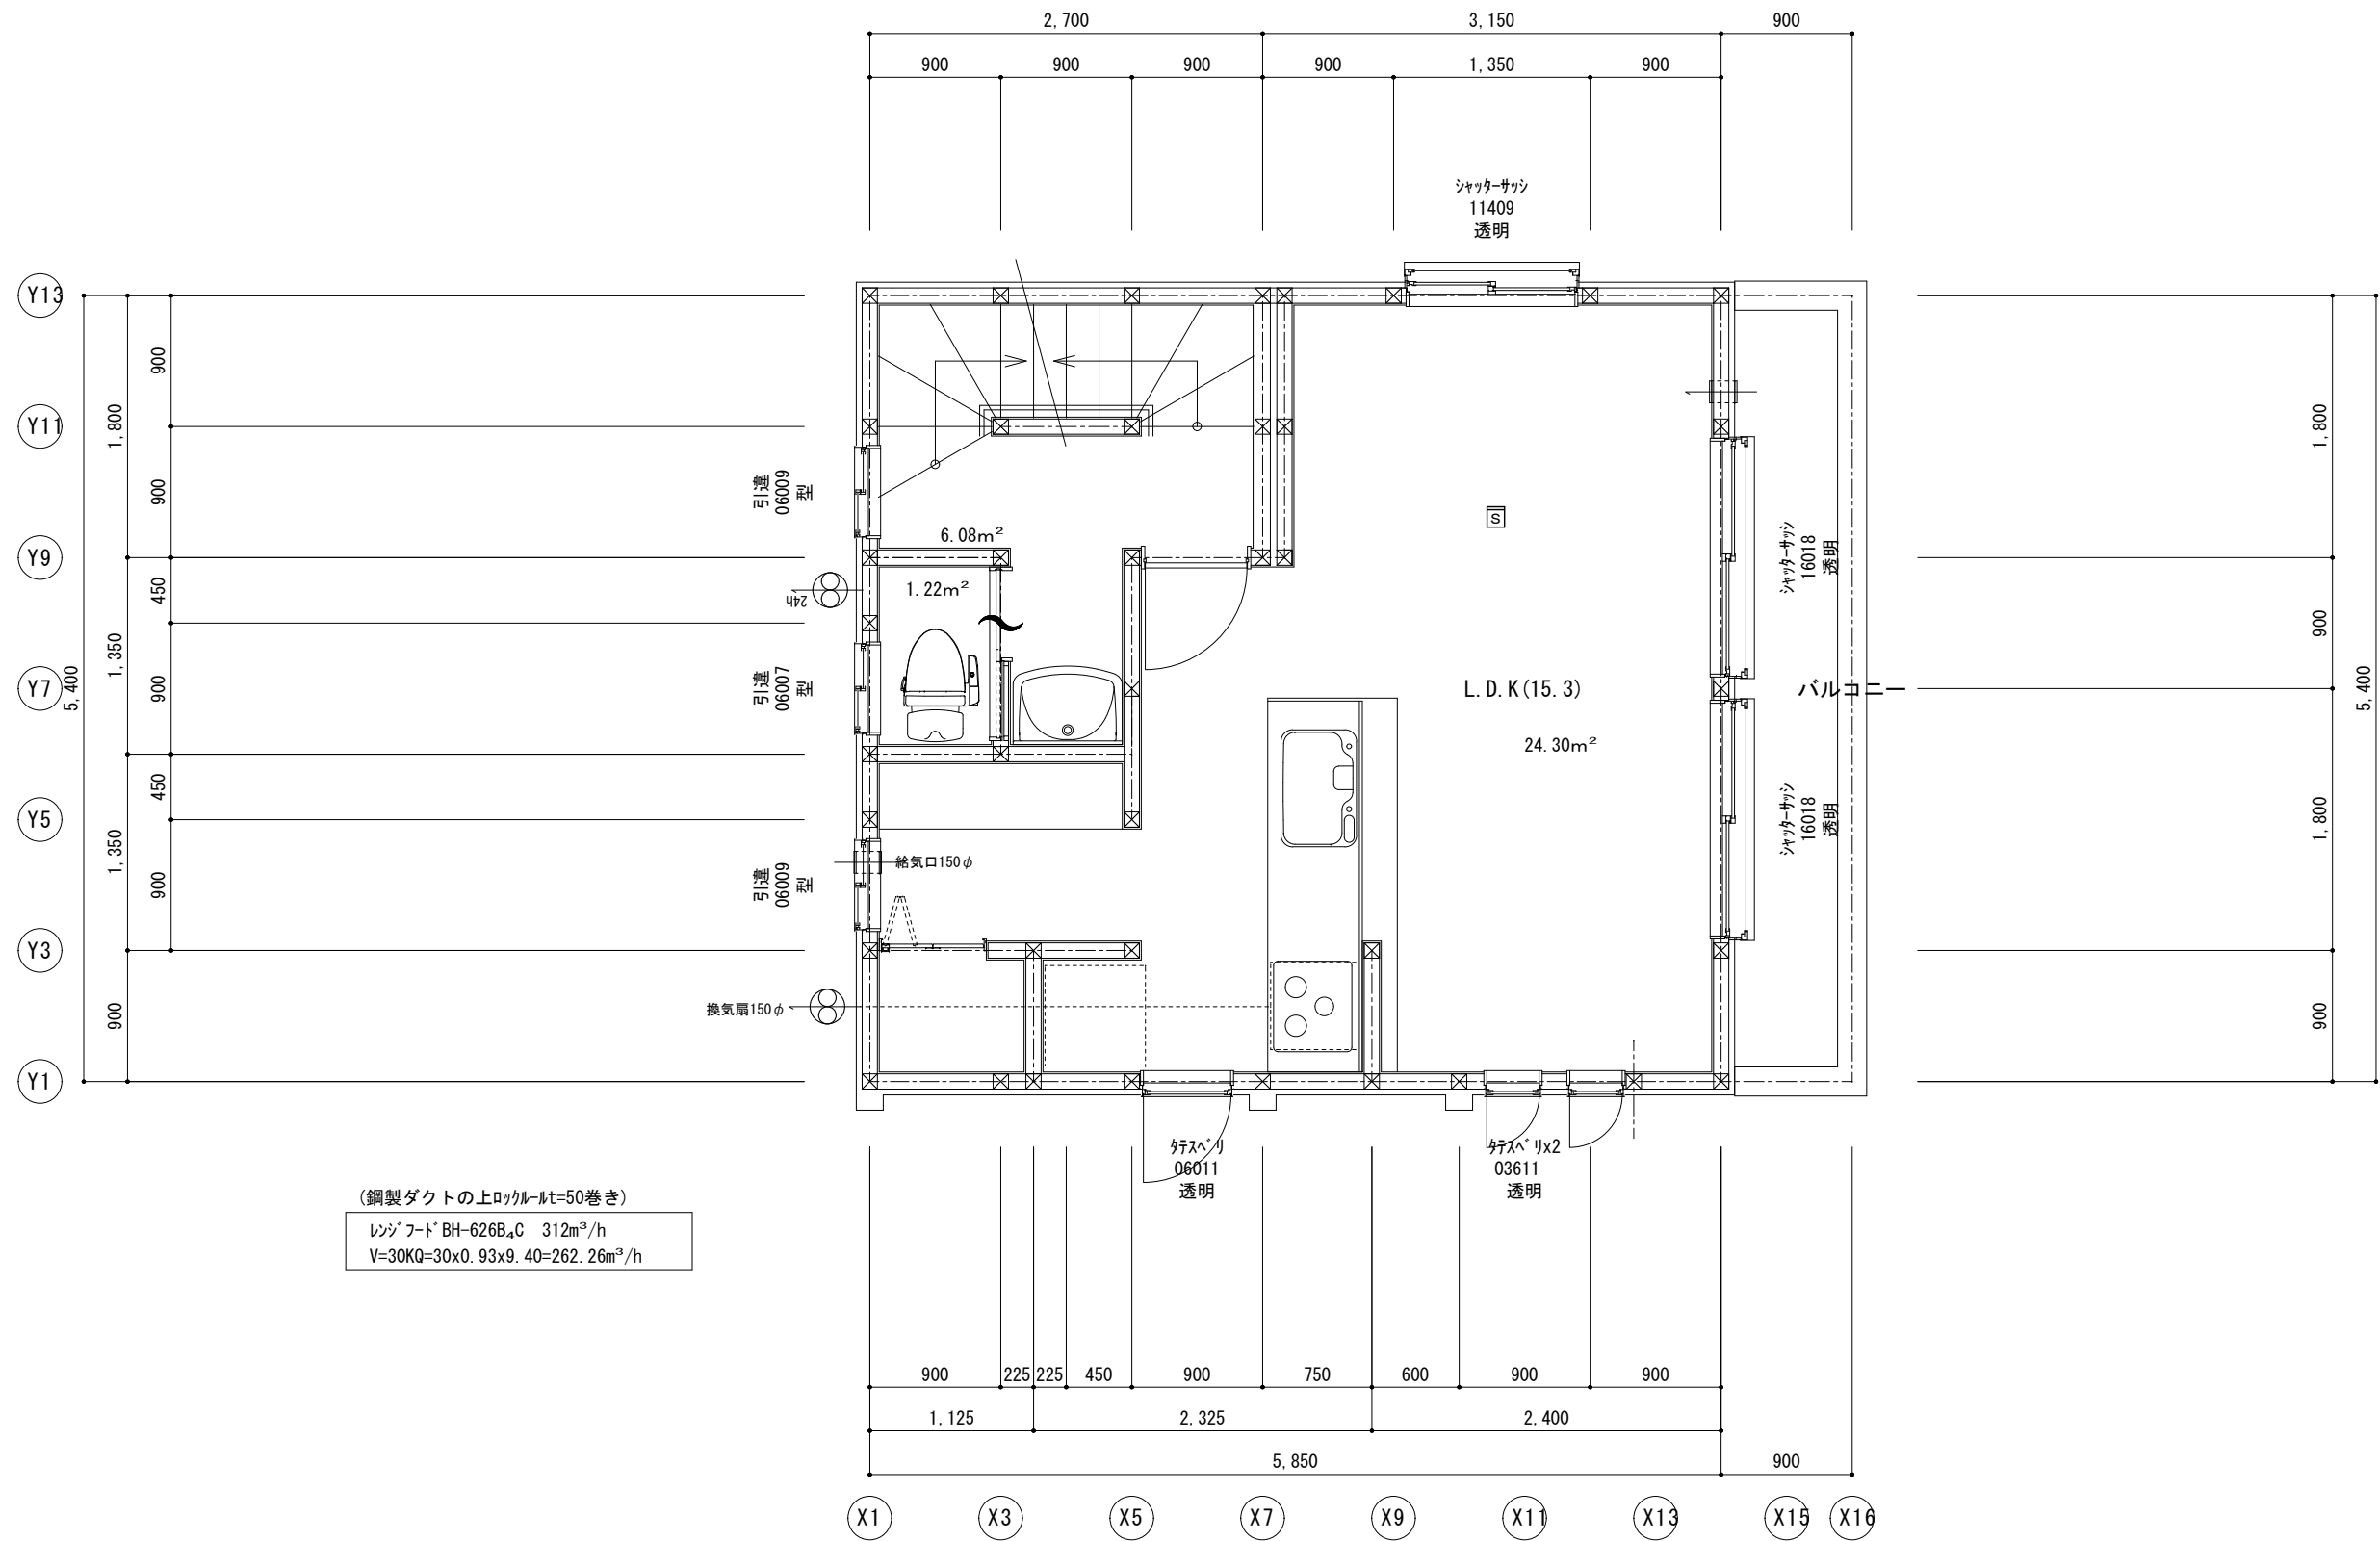 2,700
3,150
900
900
900
900
900
1,350
900
シャッターサッシ
11409
透明
Y13
Y11
Y9
Y7
Y5
Y3
Y1
5,400
1,800
1,350
1,350
900
900
900
450
900
450
900
引違
06009
型
引違
06007
型
引違
06009
型
24h
6.08m²
1.22m²
S
L.D.K(15.3)
24.30m²
シャッターサッシ
16018
透明
バルコニー
シャッターサッシ
16018
透明
1,800
900
1,800
900
5,400
給気口150φ
換気扇150φ
タテスベリ
06011
透明
タテスベリx2
03611
透明
(鋼製ダクトの上ロックルールt=50巻き)
レンジフードBH-626B₄C 312m³/h
V=30KQ=30x0.93x9.40=262.26m³/h
900
225
225
450
900
750
600
900
900
1,125
2,325
2,400
5,850
900
X1
X3
X5
X7
X9
X11
X13
X15
X16